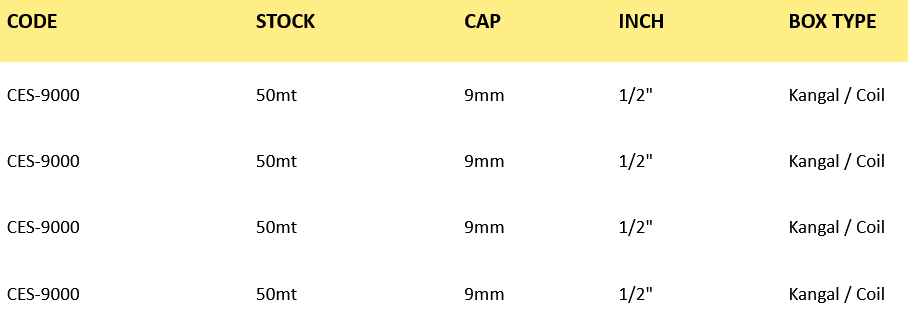 CODE STOCK CAP INCH BOX TYPE
CES-9000 50mt 9mm 1/2" Kangal / Coil
CES-9000 50mt 9mm 1/2" Kangal / Coil
CES-9000 50mt 9mm 1/2" Kangal / Coil
CES-9000 50mt 9mm 1/2" Kangal / Coil